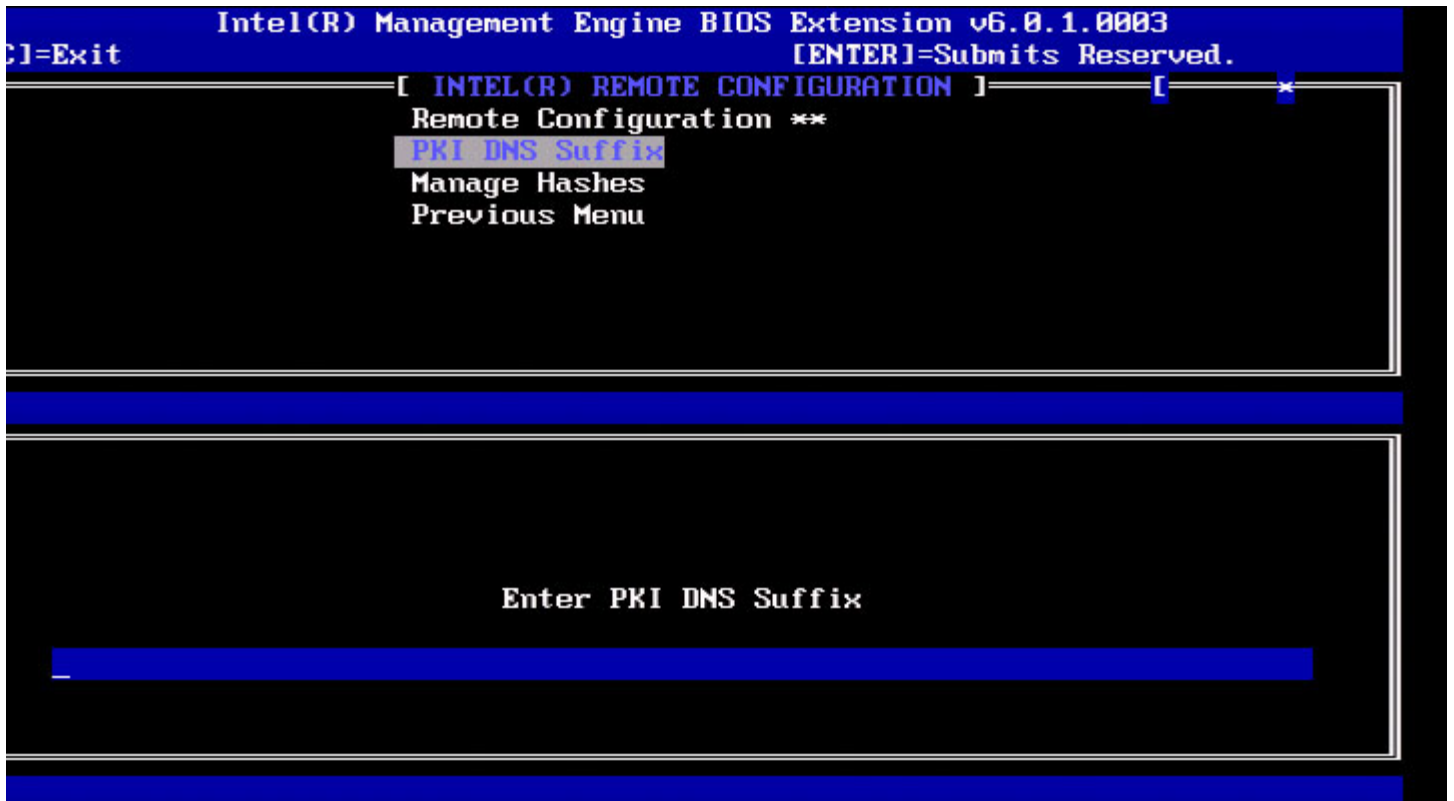 Intel(R) Management Engine BIOS Extension v6.0.1.0003
C]=Exit [ENTER]=Submits Reserved.
[ INTEL(R) REMOTE CONFIGURATION ] [ *
Remote Configuration **
PKI DNS Suffix
Manage Hashes
Previous Menu
Enter PKI DNS Suffix
_